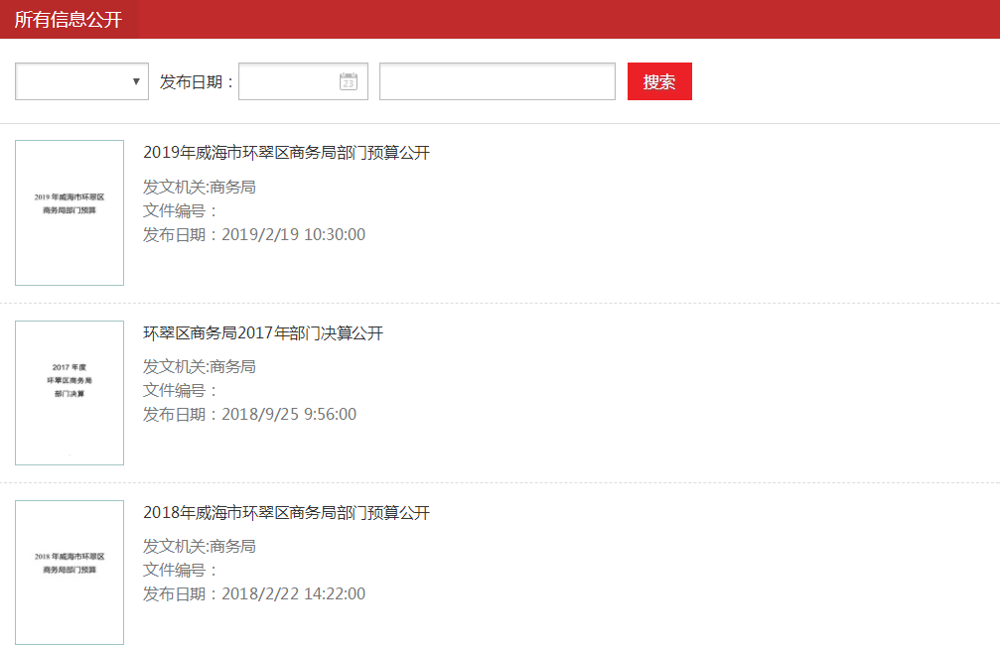 所有信息公开
发布日期：
23
搜索
2019年威海市环翠区商务局部门预算公开
发文机关:商务局
文件编号：
发布日期：2019/2/19 10:30:00
2019 年威海市环翠区
商务局部门预算
环翠区商务局2017年部门决算公开
发文机关:商务局
文件编号：
发布日期：2018/9/25 9:56:00
2017 年度
环翠区商务局
部门决算
2018年威海市环翠区商务局部门预算公开
发文机关:商务局
文件编号：
发布日期：2018/2/22 14:22:00
2018 年威海市环翠区
商务局部门预算